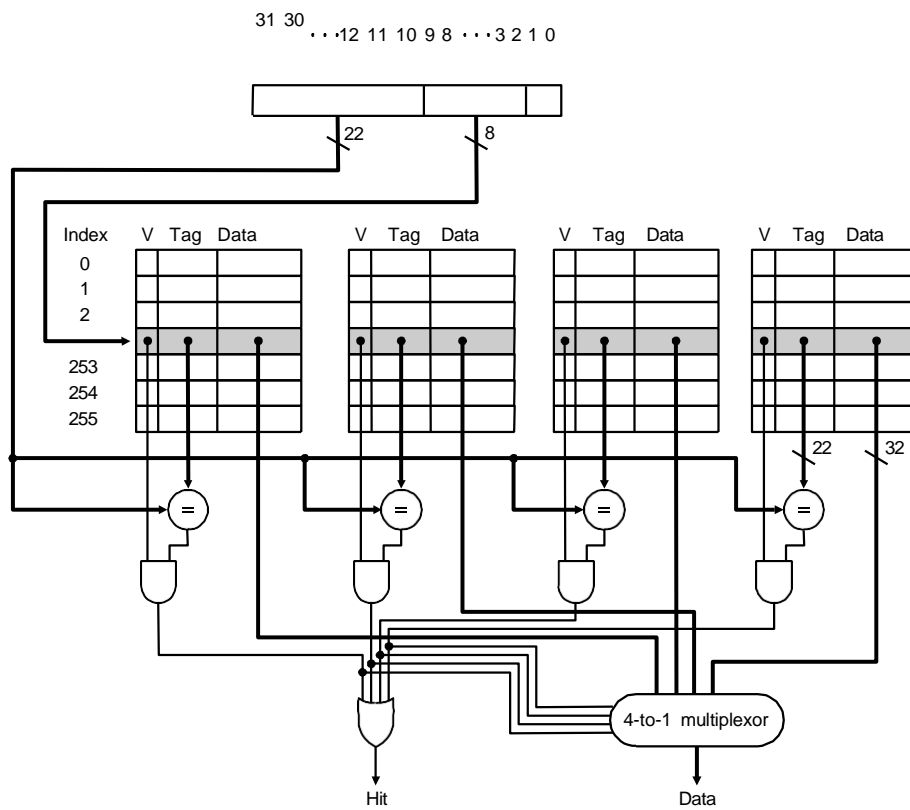 31 30
···12 11 10 9 8 ···3 2 1 0
22 8
Index V Tag Data V Tag Data V Tag Data V Tag Data
0
1
2
253
254
255
22 32
= = = =
4-to-1 multiplexor
Hit Data